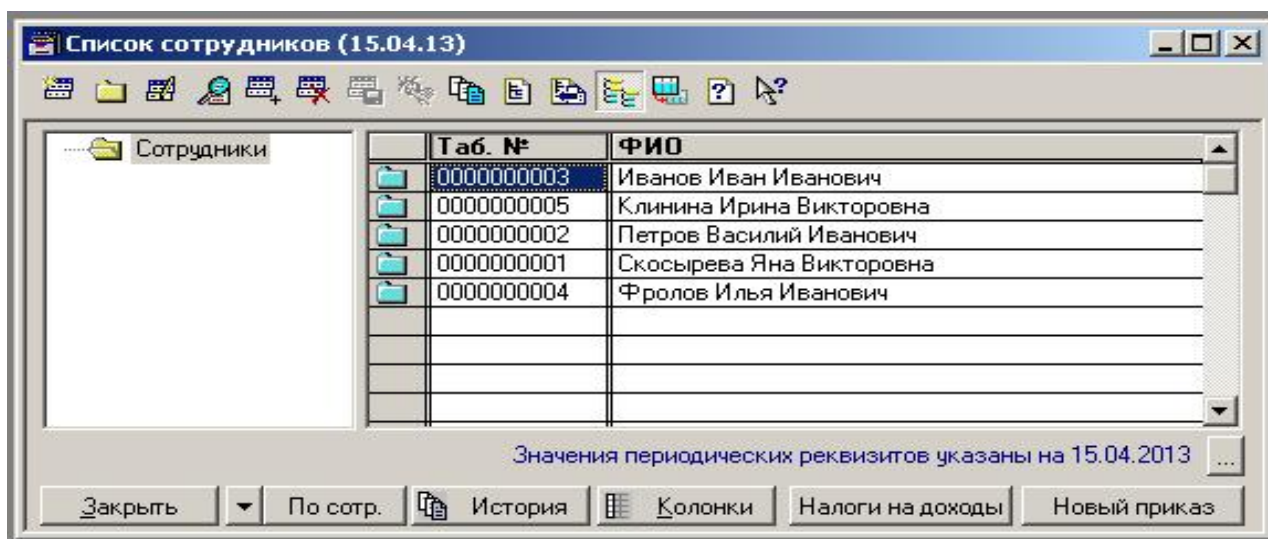 Список сотрудников (15.04.13)
Сотрудники
Таб. № ФИО
0000000003 Иванов Иван Иванович
0000000005 Клинина Ирина Викторовна
0000000002 Петров Василий Иванович
0000000001 Скосырева Яна Викторовна
0000000004 Фролов Илья Иванович
Значения периодических реквизитов указаны на 15.04.2013 ...
Закрыть По сотр. История Колонки Налоги на доходы Новый приказ